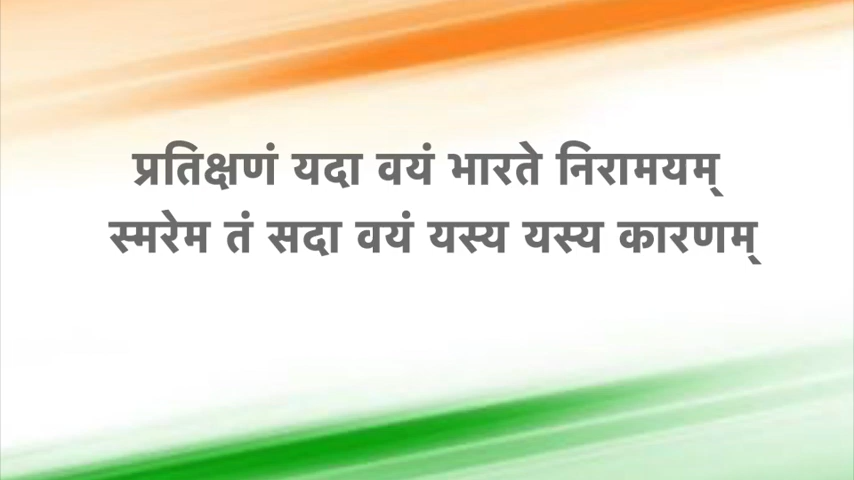 प्रतिक्षणं यदा वयं भारते निरामयम्
स्मरेम तं सदा वयं यस्य यस्य कारणम्